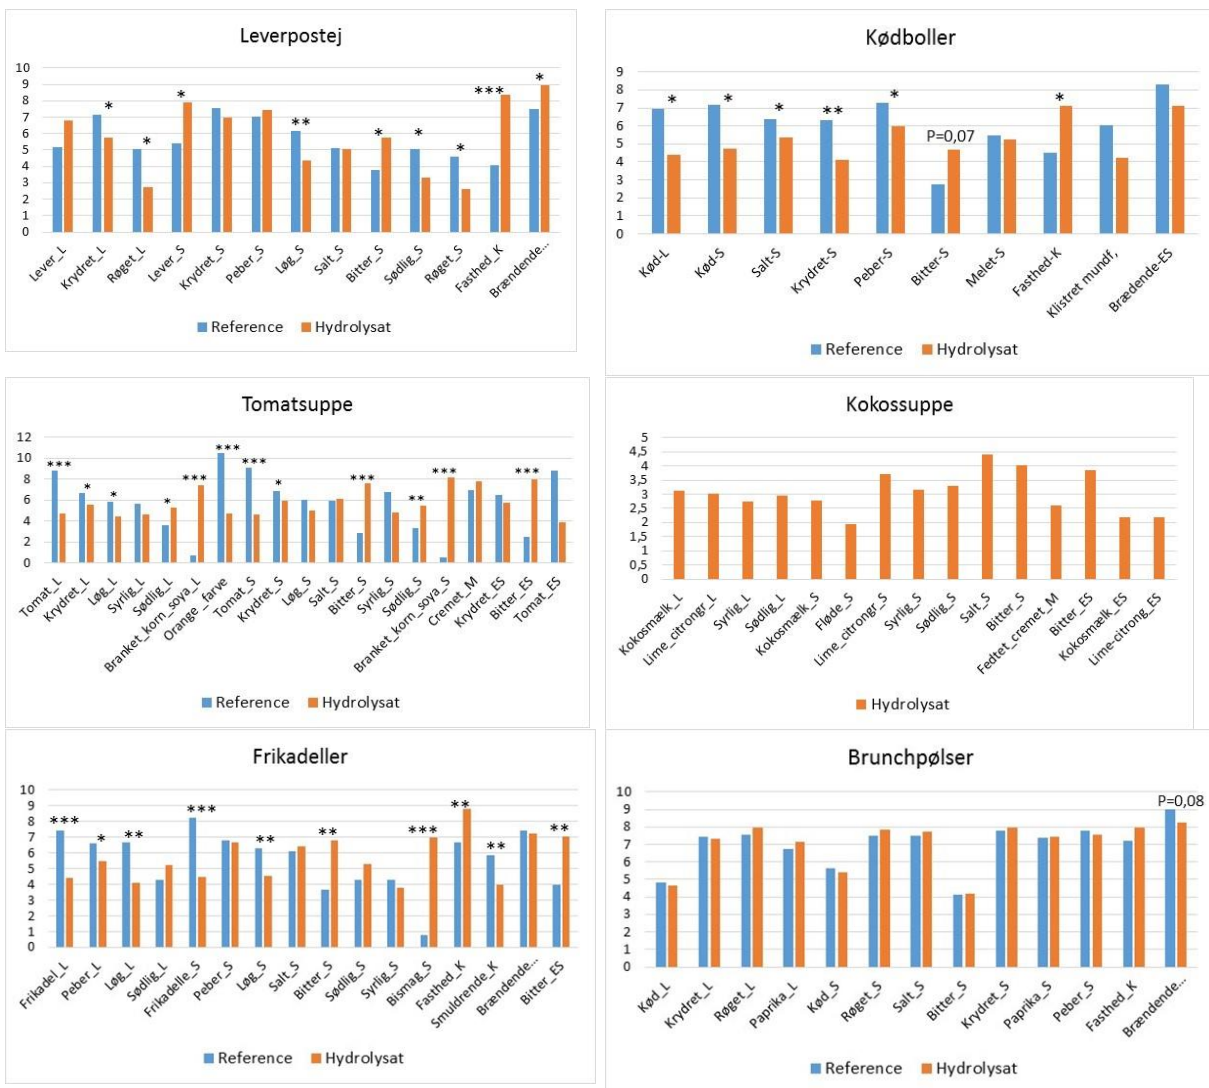 Leverpostej
10
9
8
7
6
5
4
3
2
1
0
* * * ** * * * *** *
Lever_L Krydret_L Røget_L Lever_S Krydret_S Peber_S Løg_S Salt_S Bitter_S Sødlig_S Røget_S Fasthed_K Brændende...
Reference Hydrolysat
Kødboller
9
8
7
6
5
4
3
2
1
0
* * * ** * P=0,07 *
Kød-L Kød-S Salt-S Krydret-S Peber-S Bitter-S Melet-S Fasthed-K Klistret mundf, Brædende-ES
Reference Hydrolysat
Tomatsuppe
12
10
8
6
4
2
0
*** * * * *** *** *** * *** ** *** **
Tomat_L Krydret_L Løg_L Syrlig_L Sødlig_L Branket_korn_soya_L Orange_farve Tomat_S Krydret_S Løg_S Salt_S Bitter_S Syrlig_S Sødlig_S Branket_korn_soya_S Cremet_M Krydret_ES Bitter_ES Tomat_ES
Reference Hydrolysat
Kokossuppe
5
4,5
4
3,5
3
2,5
2
1,5
1
0,5
0
Kokosmælk_L Lime_citrongr_L Syrlig_L Sødlig_L Kokosmælk_S Fløde_S Lime_citrongr_S Syrlig_S Sødlig_S Salt_S Bitter_S Fedtet_cremet_M Bitter_ES Kokosmælk_ES Lime-citrong_ES
Hydrolysat
Frikadeller
10
9
8
7
6
5
4
3
2
1
0
*** * ** *** ** ** *** ** ** **
Frikadel_L Peber_L Løg_L Sødlig_L Frikadelle_S Peber_S Løg_S Salt_S Bitter_S Sødlig_S Syrlig_S Bismag_S Fasthed_K Smuldrende_K Brændende... Bitter_ES
Reference Hydrolysat
Brunchpølser
10
9
8
7
6
5
4
3
2
1
0
P=0,08
Kød_L Krydret_L Røget_L Paprika_L Kød_S Røget_S Salt_S Bitter_S Krydret_S Paprika_S Peber_S Fasthed_K Brændende...
Reference Hydrolysat